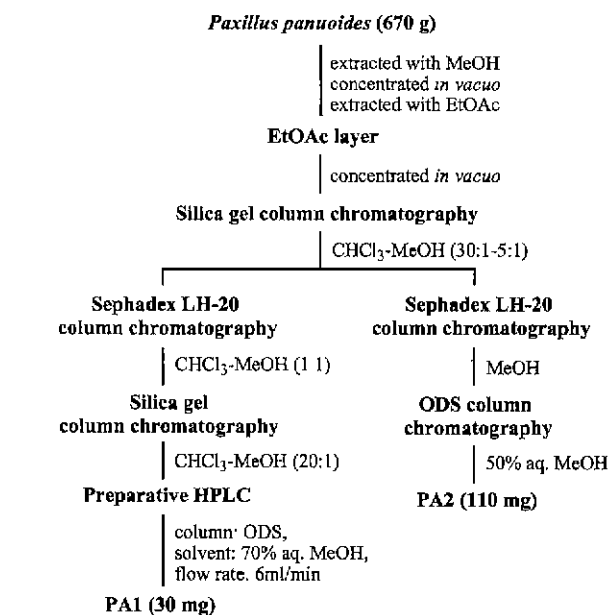 Paxillus panuoides (670 g)
extracted with MeOH
concentrated in vacuo
extracted with EtOAc
EtOAc layer
concentrated in vacuo
Silica gel column chromatography
CHCl₃-MeOH (30:1-5:1)
Sephadex LH-20
column chromatography
CHCl₃-MeOH (1 1)
Silica gel
column chromatography
CHCl₃-MeOH (20:1)
Preparative HPLC
column· ODS,
solvent: 70% aq. MeOH,
flow rate. 6ml/min
PA1 (30 mg)
Sephadex LH-20
column chromatography
MeOH
ODS column
chromatography
50% aq. MeOH
PA2 (110 mg)